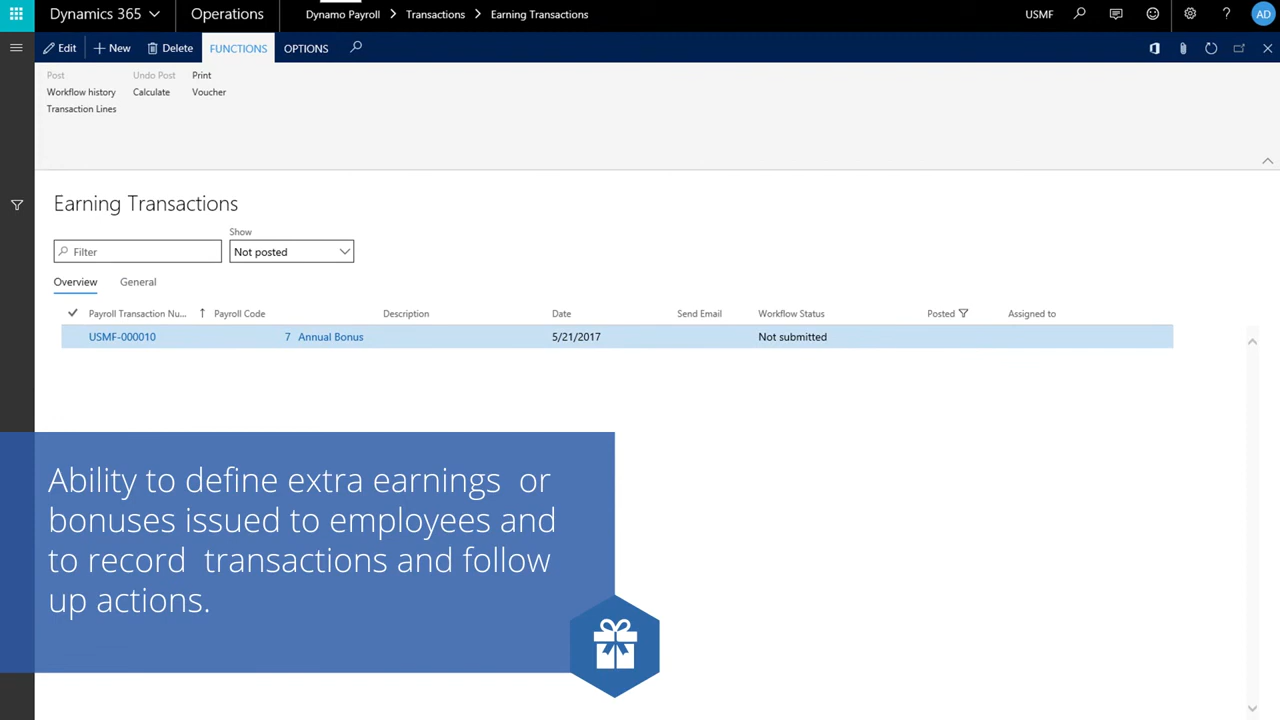 Dynamics 365 Operations Dynamo Payroll > Transactions > Earning Transactions USMF ? AD
Edit + New Delete FUNCTIONS OPTIONS
Post Undo Post Print
Workflow history Calculate Voucher
Transaction Lines
Earning Transactions
Show
Filter Not posted
Overview General
Payroll Transaction Nu... Payroll Code Description Date Send Email Workflow Status Posted Assigned to
USMF-000010 7 Annual Bonus 5/21/2017 Not submitted
Ability to define extra earnings or
bonuses issued to employees and
to record transactions and follow
up actions.